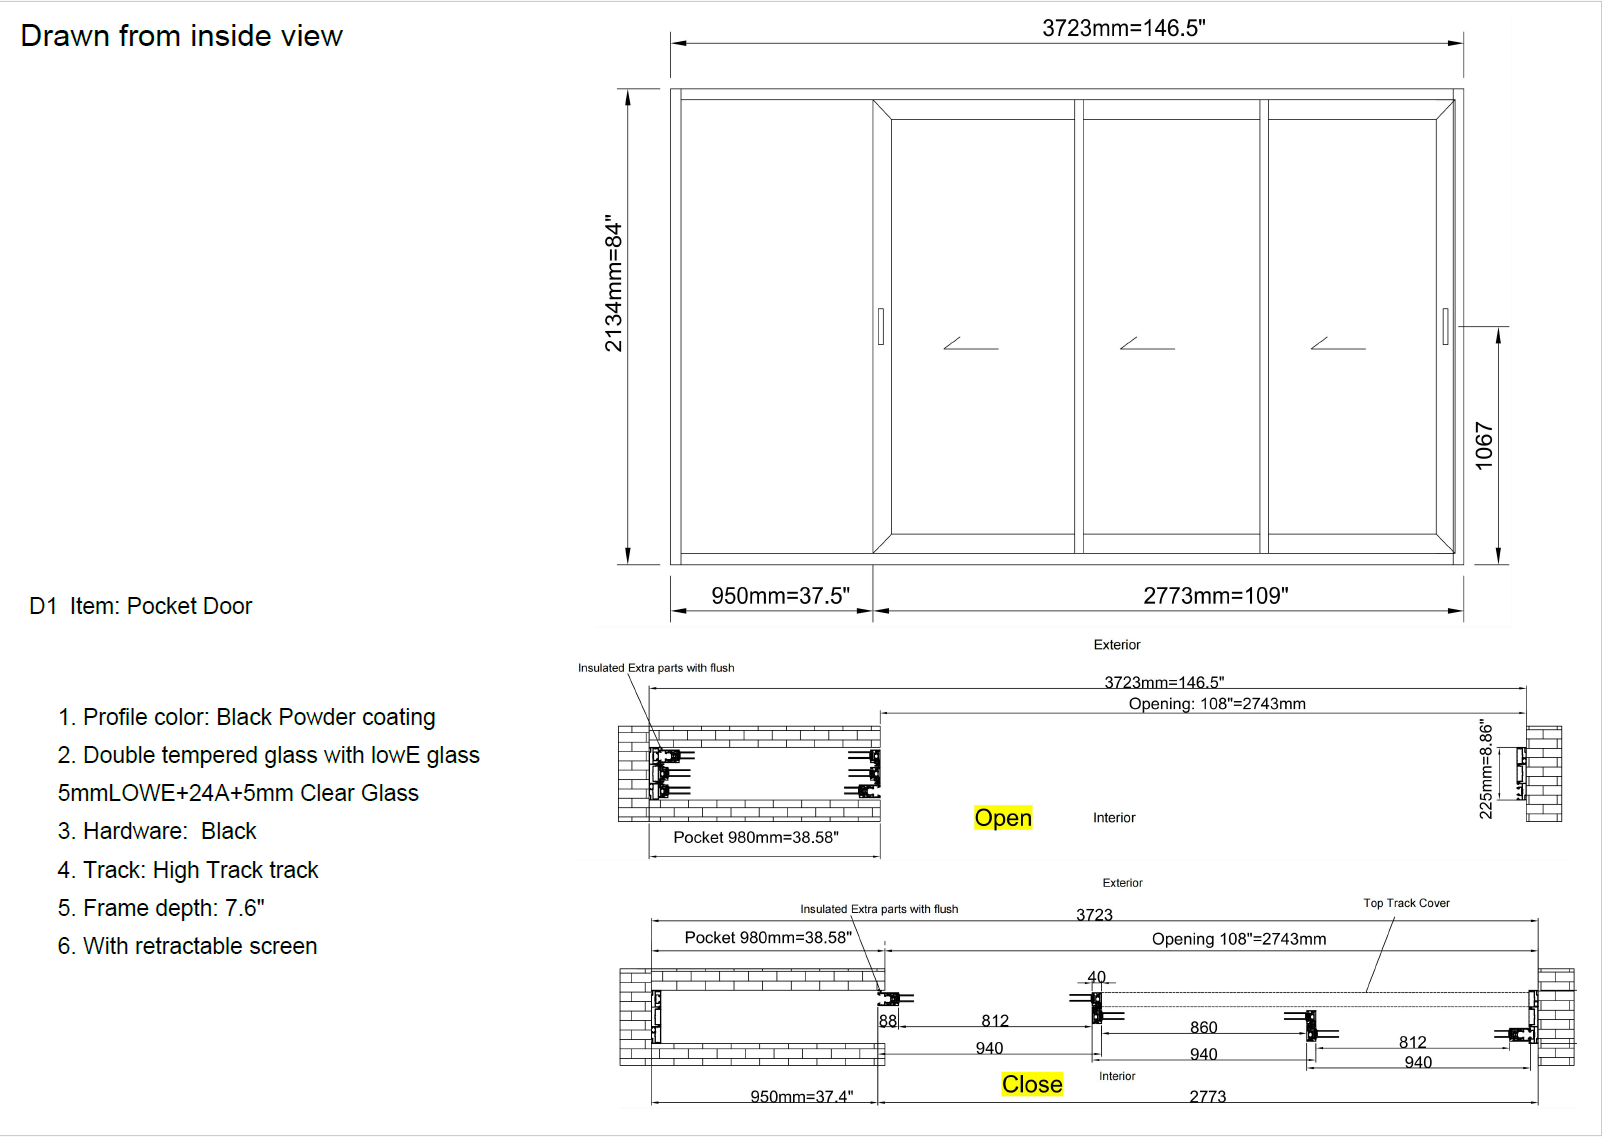 Drawn from inside view
3723mm=146.5"
2134mm=84"
1067
950mm=37.5"
2773mm=109"
D1  Item: Pocket Door
1. Profile color: Black Powder coating
2. Double tempered glass with lowE glass
5mmLOWE+24A+5mm Clear Glass
3. Hardware:  Black
4. Track: High Track track
5. Frame depth: 7.6"
6. With retractable screen
Exterior
Insulated Extra parts with flush
3723mm=146.5"
Opening: 108"=2743mm
225mm=8.86"
Open
Interior
Pocket 980mm=38.58"
Exterior
Insulated Extra parts with flush
3723
Top Track Cover
Pocket 980mm=38.58"
Opening 108"=2743mm
40
88
812
860
812
940
940
940
Close
Interior
950mm=37.4"
2773